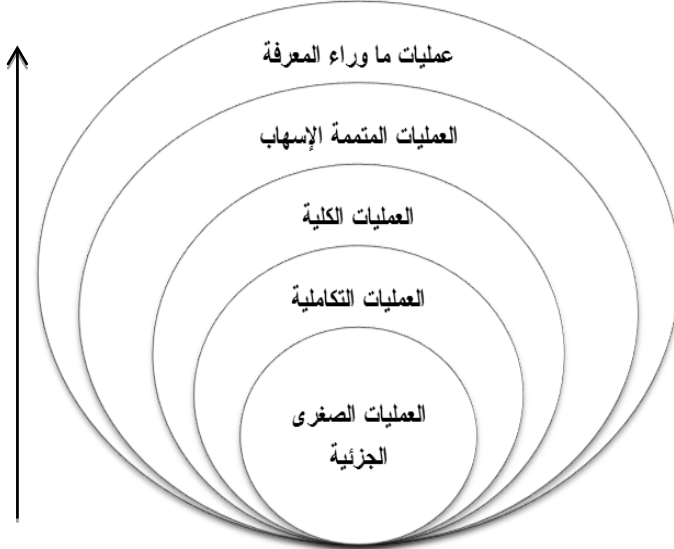 عمليات ما وراء المعرفة
العمليات المتممة الإسهاب
العمليات الكلية
العمليات التكاملية
العمليات الصغرى
الجزئية